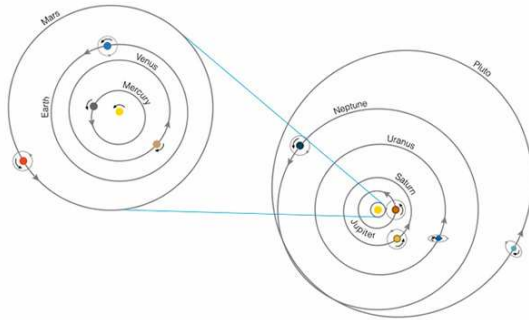 Mars
Venus
Mercury
Earth
Pluto
Neptune
Uranus
Saturn
Jupiter